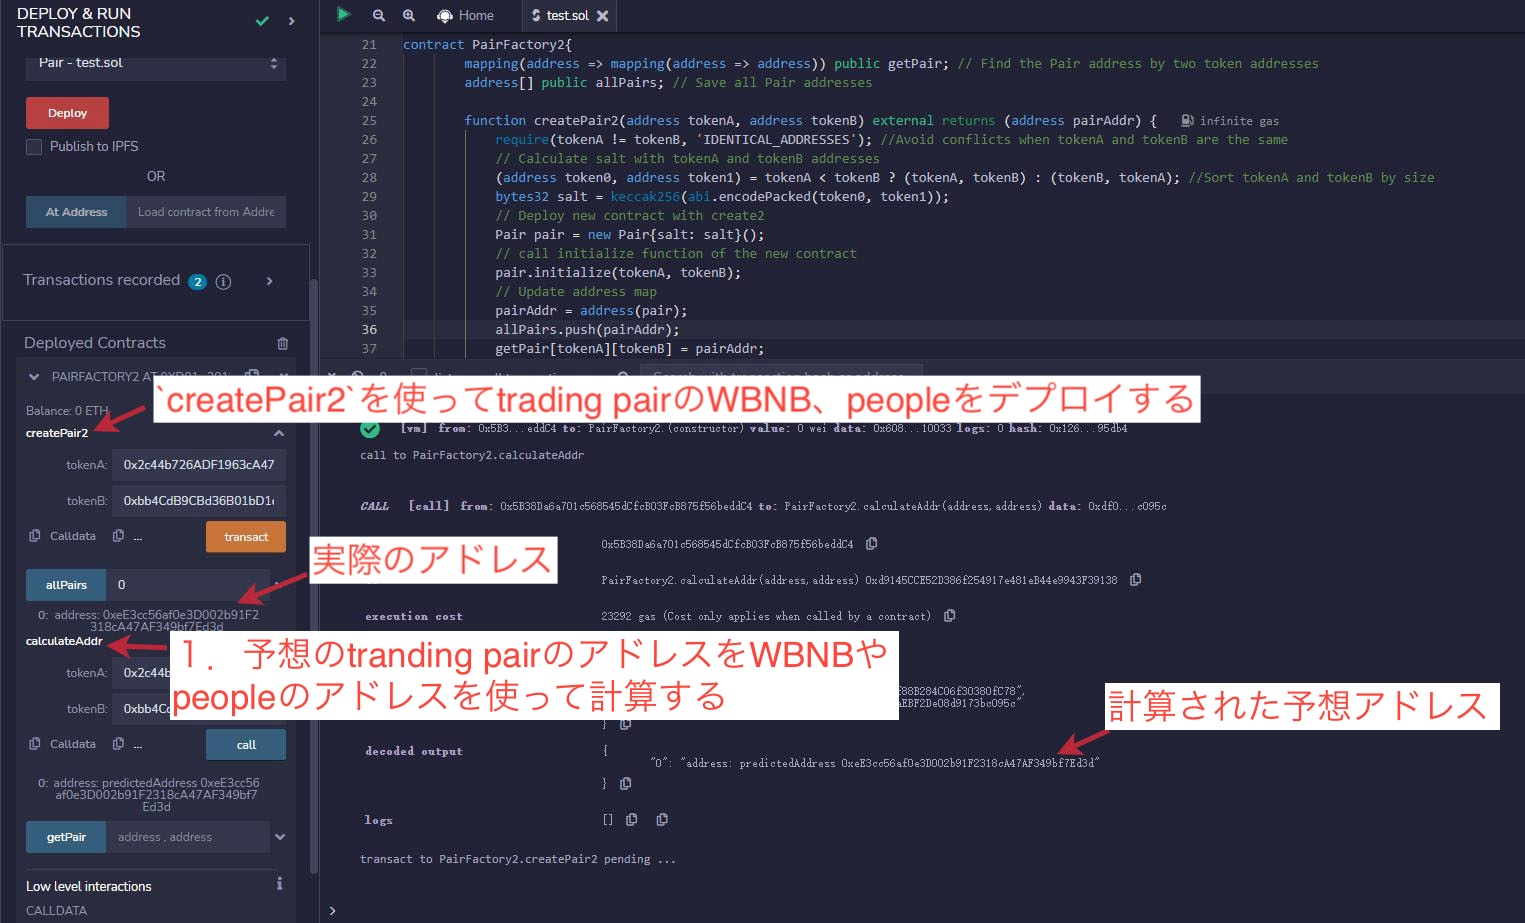 DEPLOY & RUN
TRANSACTIONS
Pair - test.sol
Deploy
Publish to IPFS
OR
At Address
Load contract from Addre
Transactions recorded 2
Deployed Contracts
PAIRFACTORY2 AT
Balance: 0 ETH
createPair2
tokenA: 0x2c44b726ADF1963cA47
tokenB: 0xbb4CdB9CBd36B01bD1
Calldata ...
transact
allPairs 0
0: address: 0xeE3cc56af0e3D002b91F2
318cA47AF349bf7Ed3d
calculateAddr
tokenA: 0x2c44b
tokenB: 0xbb4C
Calldata ...
call
0: address: predictedAddress 0xeE3cc56
af0e3D002b91F2318cA47AF349bf7
Ed3d
getPair address , address
Low level interactions
CALLDATA
Home
test.sol
21 contract PairFactory2{
22 mapping(address => mapping(address => address)) public getPair; // Find the Pair address by two token addresses
23 address[] public allPairs; // Save all Pair addresses
24
25 function createPair2(address tokenA, address tokenB) external returns (address pairAddr) { infinite gas
26 require(tokenA != tokenB, 'IDENTICAL_ADDRESSES'); //Avoid conflicts when tokenA and tokenB are the same
27 // Calculate salt with tokenA and tokenB addresses
28 (address token0, address token1) = tokenA < tokenB ? (tokenA, tokenB) : (tokenB, tokenA); //Sort tokenA and tokenB by size
29 bytes32 salt = keccak256(abi.encodePacked(token0, token1));
30 // Deploy new contract with create2
31 Pair pair = new Pair{salt: salt}();
32 // call initialize function of the new contract
33 pair.initialize(tokenA, tokenB);
34 // Update address map
35 pairAddr = address(pair);
36 allPairs.push(pairAddr);
37 getPair[tokenA][tokenB] = pairAddr;
`createPair2`を使ってtrading pairのWBNB、peopleをデプロイする
[vm] from: 0x5B3...eddC4 to: PairFactory2.(constructor) value: 0 wei data: 0x608...10033 logs: 0 hash: 0x126...95db4
call to PairFactory2.calculateAddr
CALL [call] from: 0x5B38Da6a701c568545dCfcB03FcB875f56beddC4 to: PairFactory2.calculateAddr(address,address) data: 0xdf0...c095c
0x5B38Da6a701c568545dCfcB03FcB875f56beddC4
実際のアドレス
PairFactory2.calculateAddr(address,address) 0xd9145CCE52D386f254917e481eB44e9943F39138
execution cost 23292 gas (Cost only applies when called by a contract)
１．予想のtranding pairのアドレスをWBNBや
peopleのアドレスを使って計算する
f88B284C06f30380fC78",
aEBF2De08d9173bc095c"
}
計算された予想アドレス
decoded output {
"0": "address: predictedAddress 0xeE3cc56af0e3D002b91F2318cA47AF349bf7Ed3d"
}
logs []
transact to PairFactory2.createPair2 pending ...
>